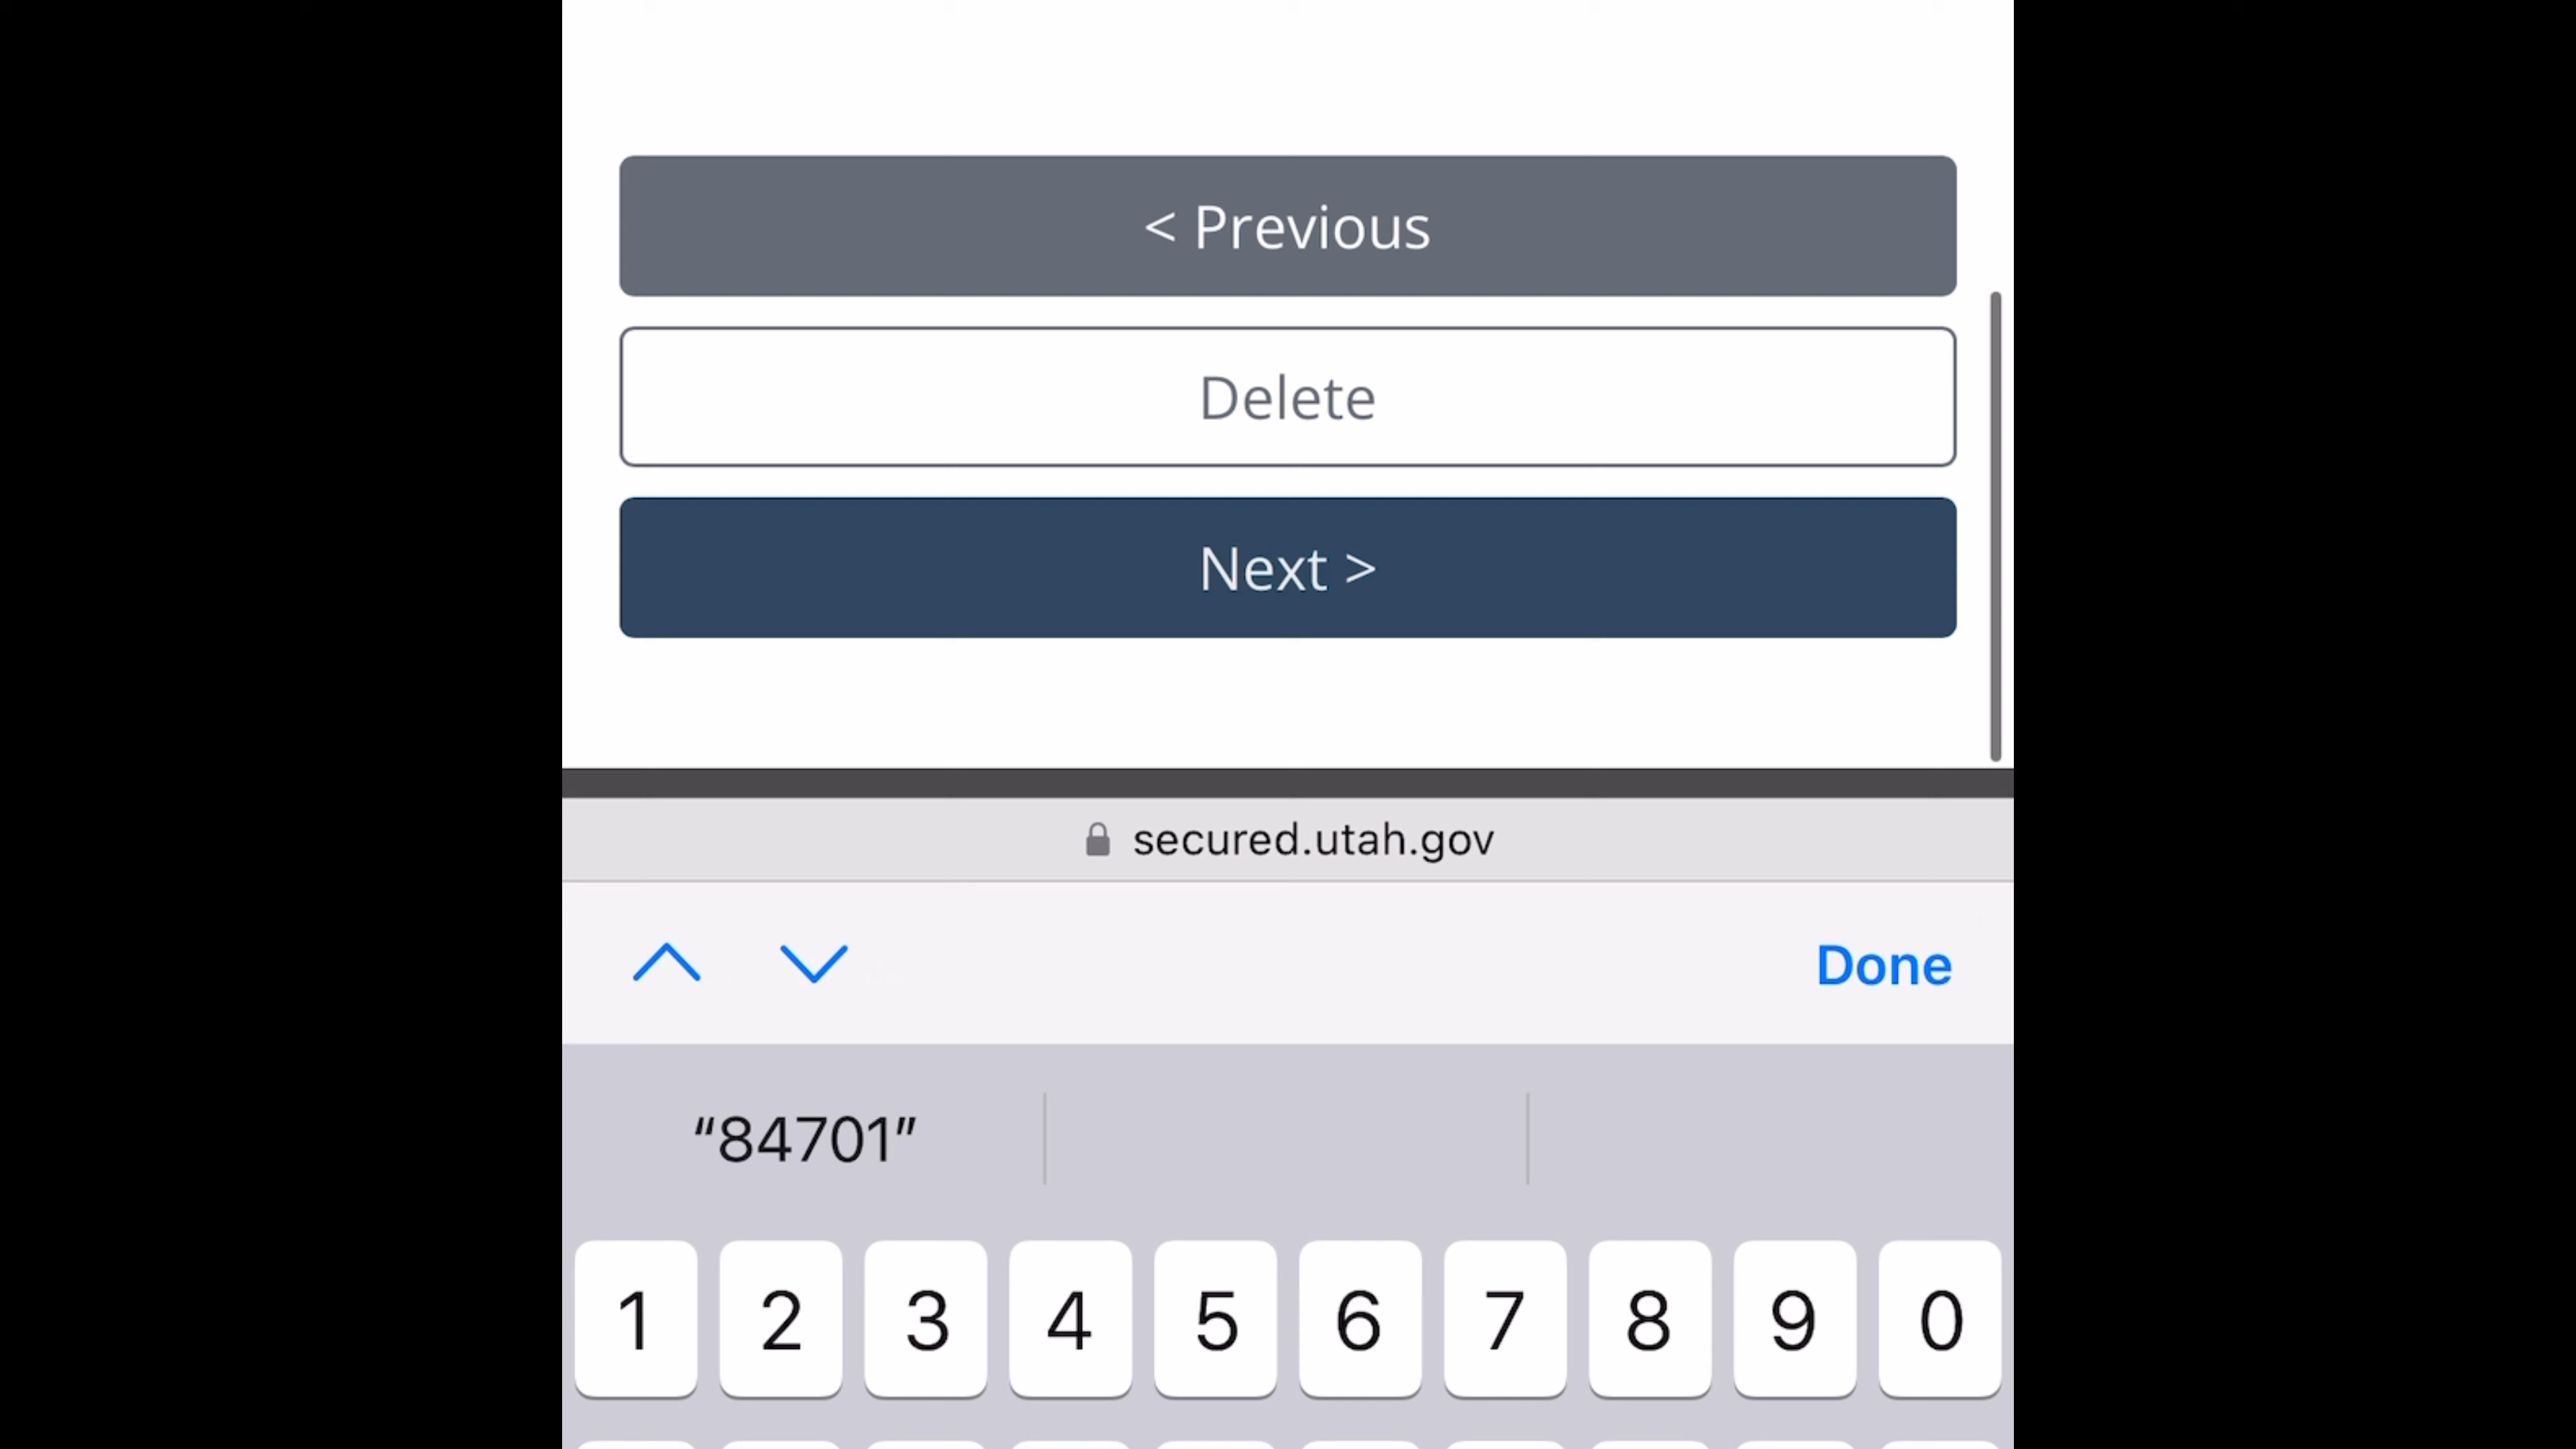 < Previous
Delete
Next >
secured.utah.gov
Done
“84701”
1 2 3 4 5 6 7 8 9 0